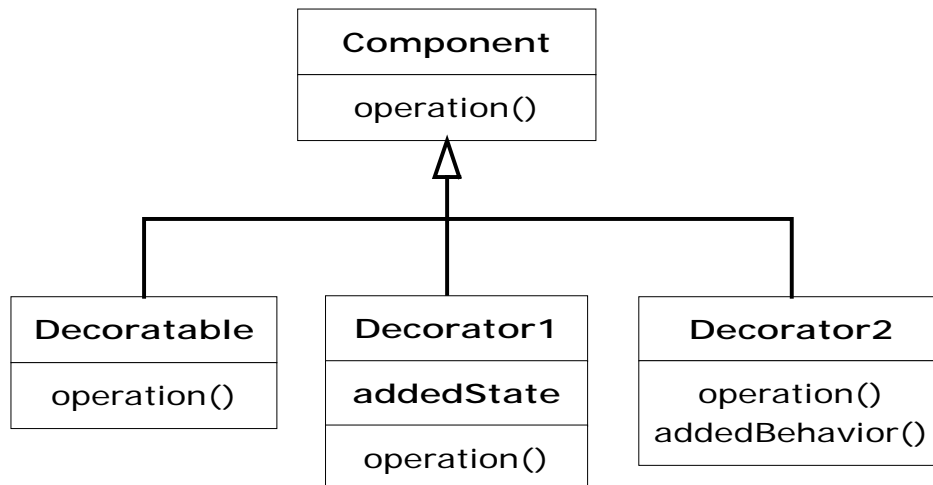 Component
operation()
Decoratable
operation()
Decorator1
addedState
operation()
Decorator2
operation()
addedBehavior()